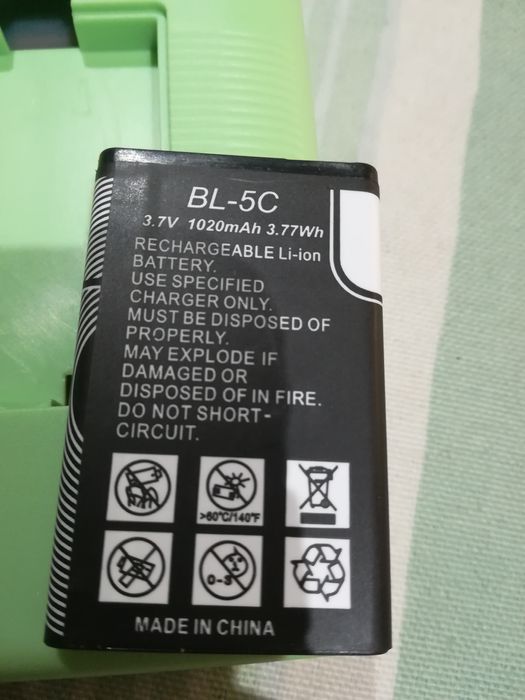 BL-5C
3.7V 1020mAh 3.77Wh
RECHARGEABLE Li-ion
BATTERY.
USE SPECIFIED
CHARGER ONLY.
MUST BE DISPOSED OF
PROPERLY.
MAY EXPLODE IF
DAMAGED OR
DISPOSED OF IN FIRE.
DO NOT SHORT-
CIRCUIT.
>60°C/140°F
0-3
MADE IN CHINA